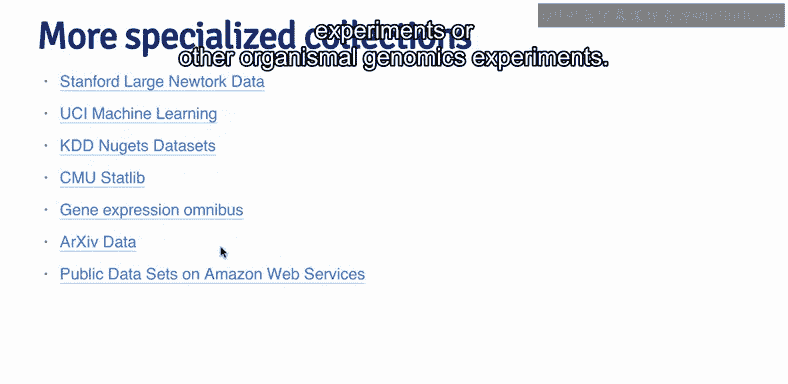 More specialized collections
experiments or
other organismal genomics experiments.
· Stanford Large Newtork Data
· UCI Machine Learning
· KDD Nugets Datasets
· CMU Statlib
· Gene expression omnibus
· ArXiv Data
· Public Data Sets on Amazon Web Services